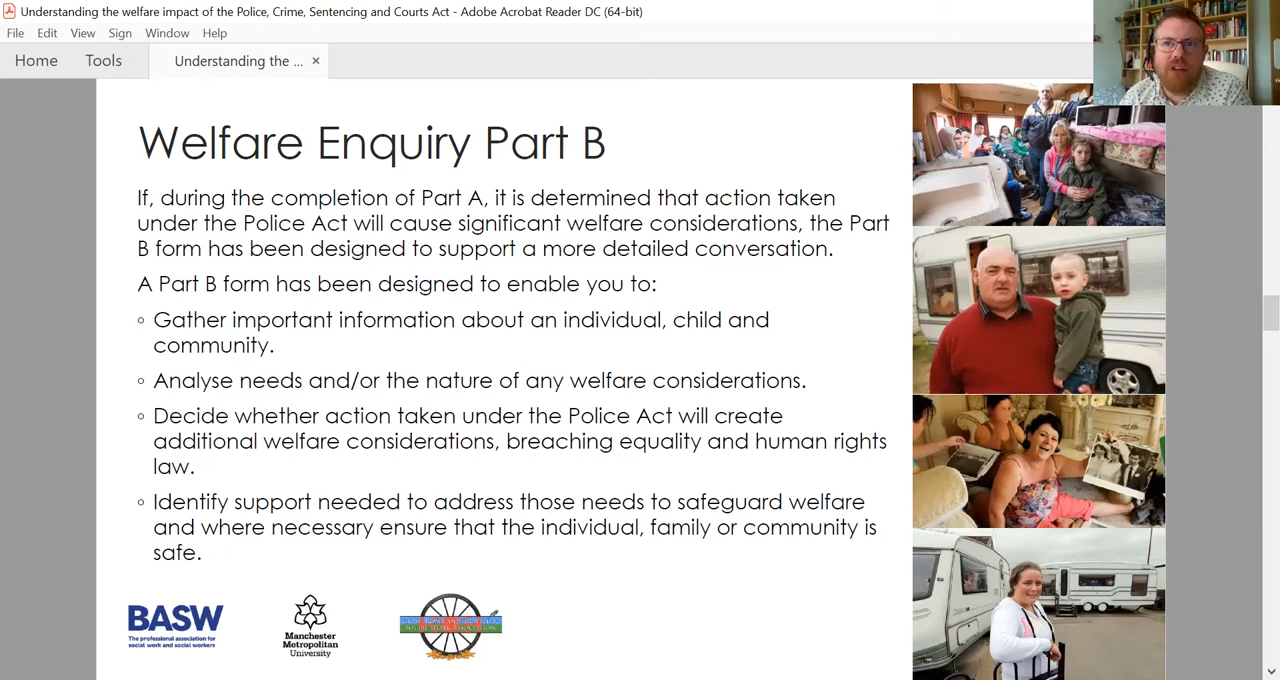 Understanding the welfare impact of the Police, Crime, Sentencing and Courts Act - Adobe Acrobat Reader DC (64-bit)
File Edit View Sign Window Help
Home Tools Understanding the ... ×
Welfare Enquiry Part B
If, during the completion of Part A, it is determined that action taken
under the Police Act will cause significant welfare considerations, the Part
B form has been designed to support a more detailed conversation.
A Part B form has been designed to enable you to:
◦ Gather important information about an individual, child and
community.
◦ Analyse needs and/or the nature of any welfare considerations.
◦ Decide whether action taken under the Police Act will create
additional welfare considerations, breaching equality and human rights
law.
◦ Identify support needed to address those needs to safeguard welfare
and where necessary ensure that the individual, family or community is
safe.
BASW
The professional association for
social work and social workers
Manchester
Metropolitan
University
GYPSY, ROMA AND TRAVELLER
SOCIAL WORK ASSOCIATION